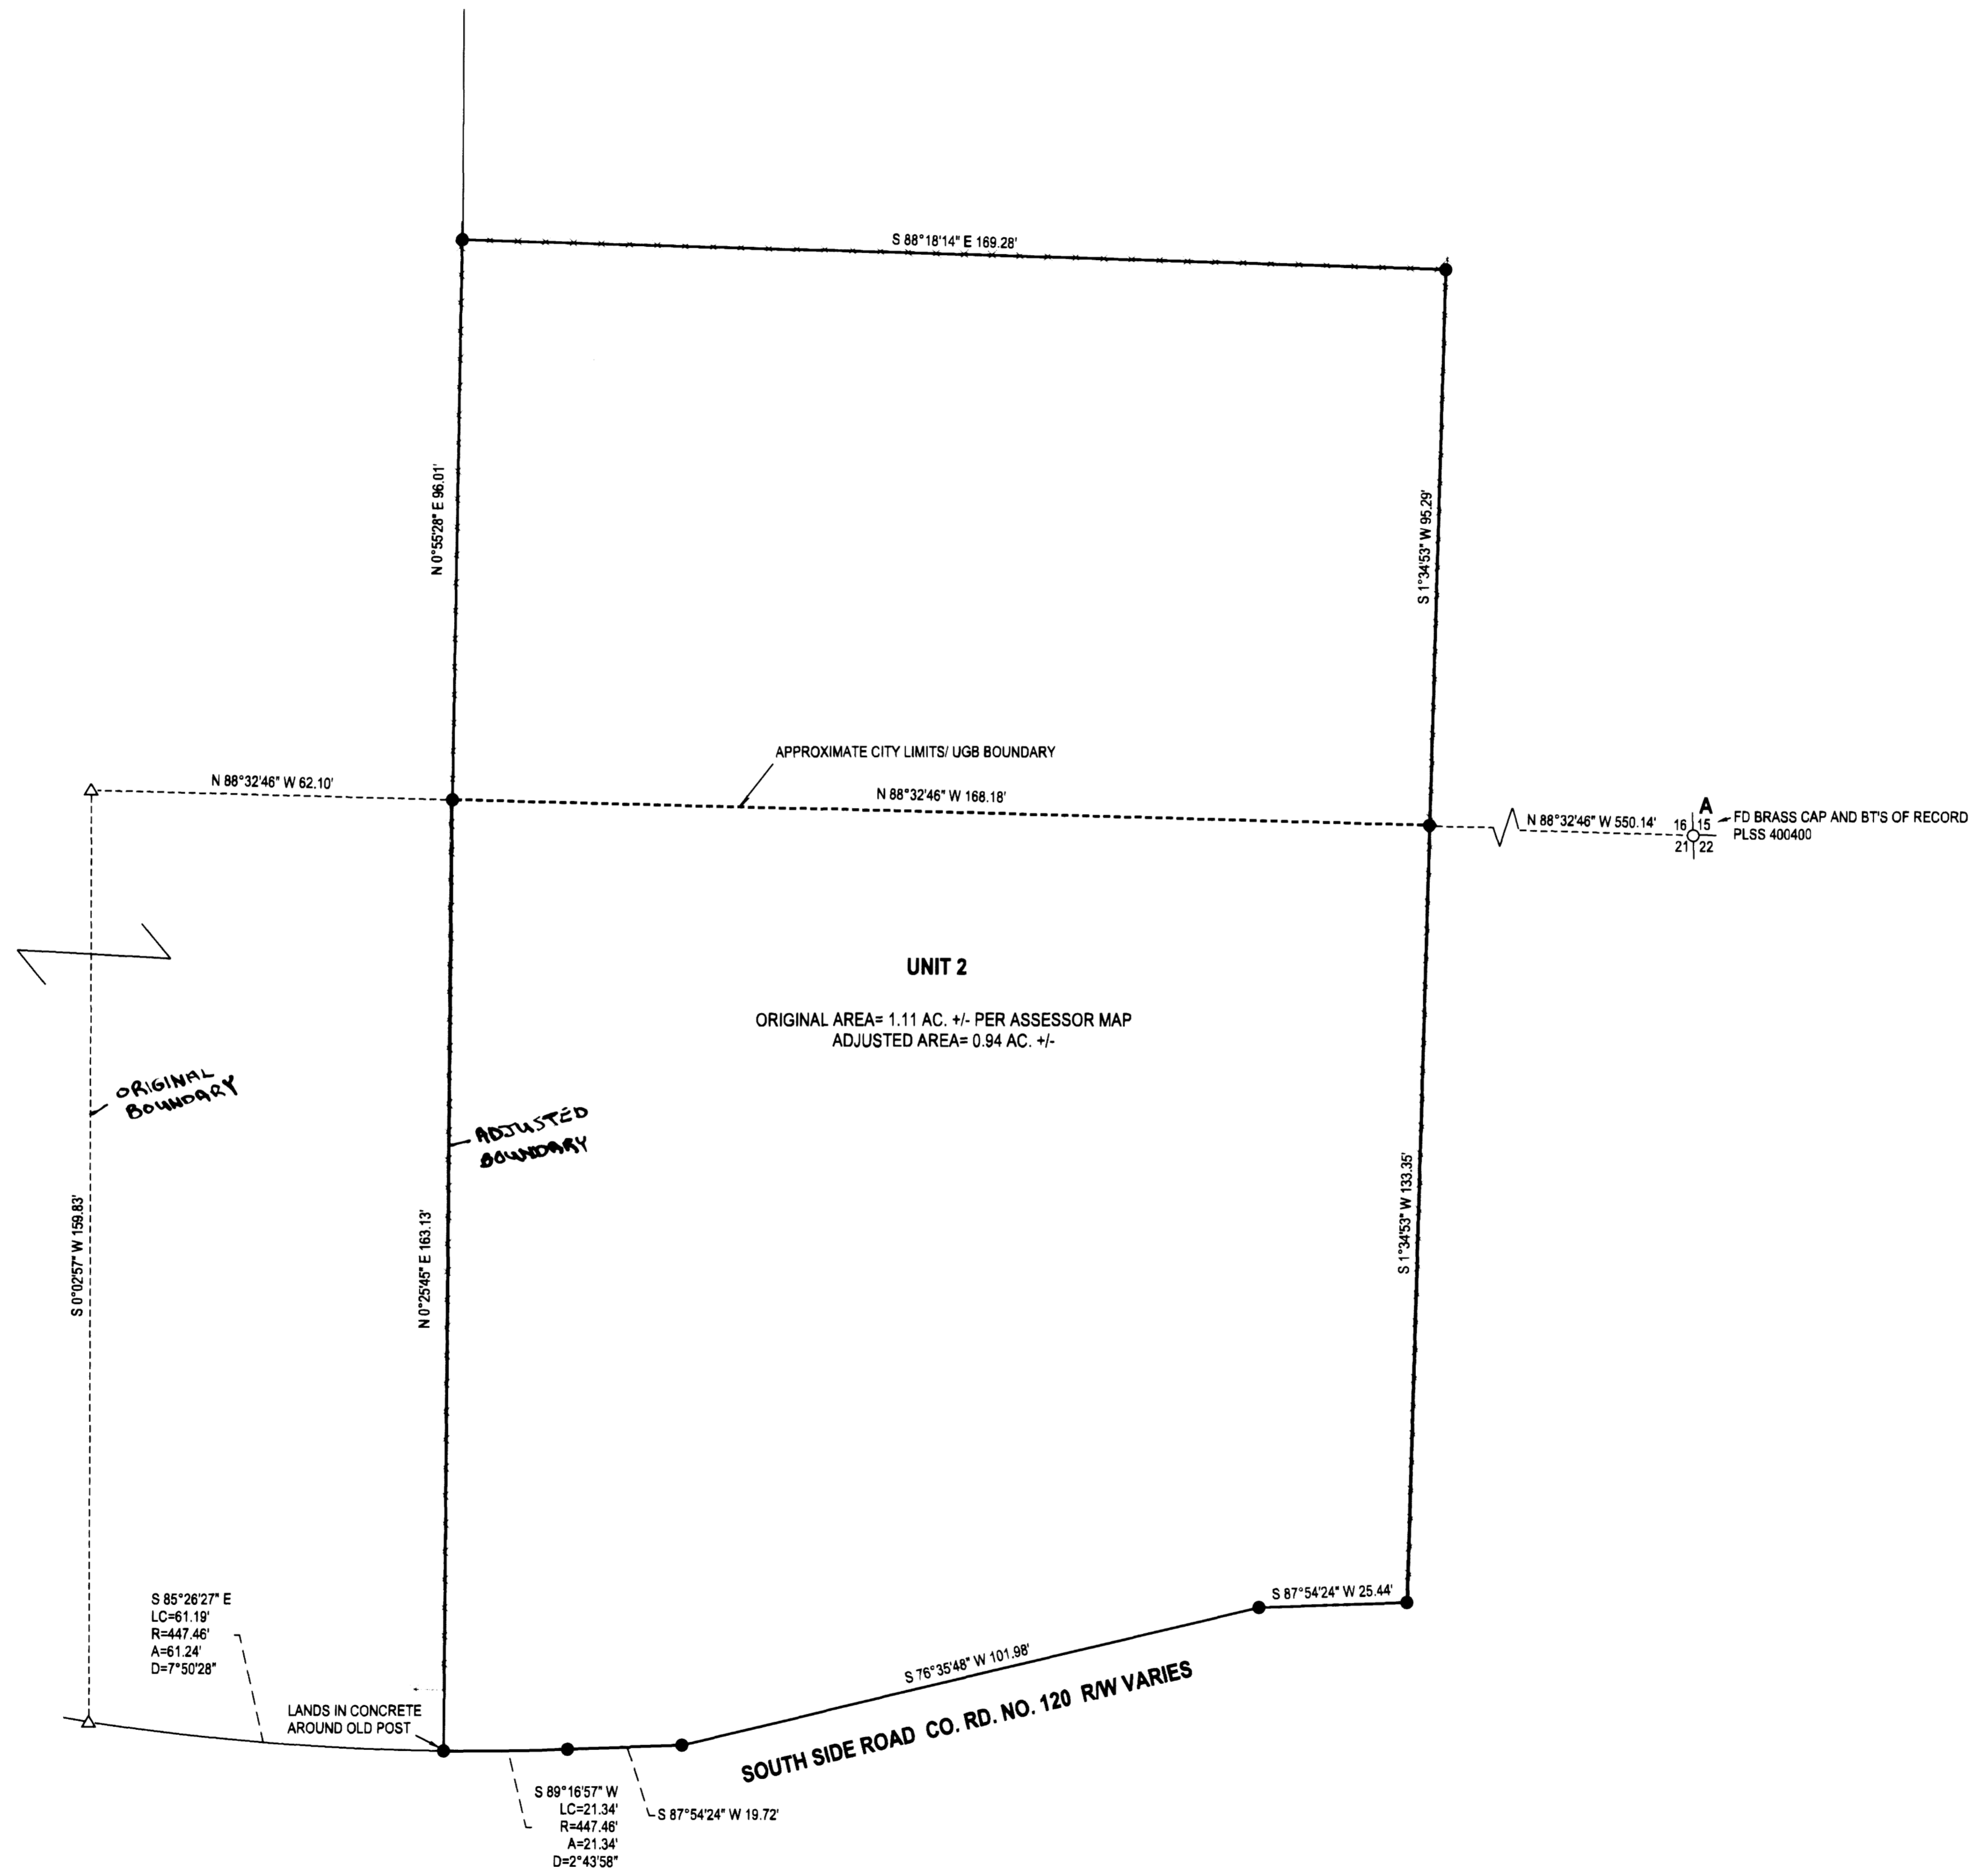 S 88°18'14" E 169.28'
N 0°55'28" E 96.01'
S 1°34'53" W 95.29'
APPROXIMATE CITY LIMITS/ UGB BOUNDARY
N 88°32'46" W 62.10'
N 88°32'46" W 168.18'
N 88°32'46" W 550.14'
A
16 15
21 22
FD BRASS CAP AND BT'S OF RECORD
PLSS 400400
UNIT 2
ORIGINAL AREA= 1.11 AC. +/- PER ASSESSOR MAP
ADJUSTED AREA= 0.94 AC. +/-
ORIGINAL
BOUNDARY
ADJUSTED
BOUNDARY
S 0°02'57" W 159.83'
N 0°25'45" E 163.13'
S 1°34'53" W 133.35'
S 85°26'27" E
LC=61.19'
R=447.46'
A=61.24'
D=7°50'28"
LANDS IN CONCRETE
AROUND OLD POST
S 87°54'24" W 25.44'
S 76°35'48" W 101.98'
SOUTH SIDE ROAD CO. RD. NO. 120 R/W VARIES
S 89°16'57" W
LC=21.34'
R=447.46'
A=21.34'
D=2°43'58"
S 87°54'24" W 19.72'